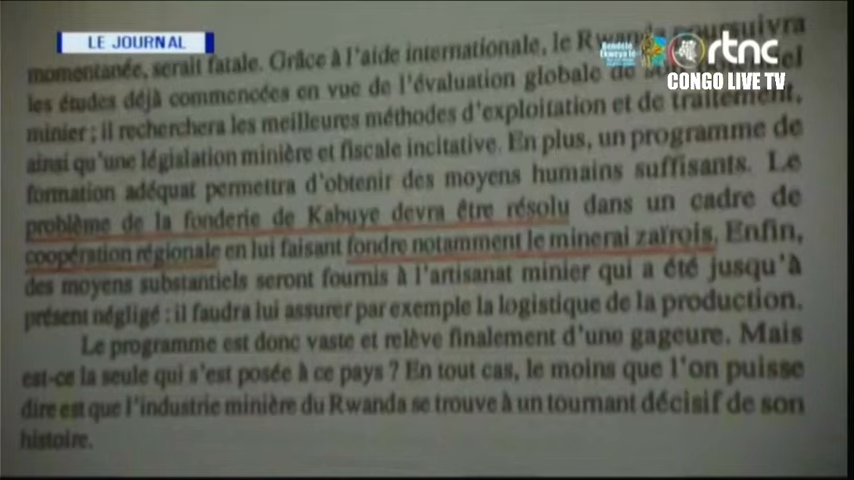 LE JOURNAL
rtnc
CONGO LIVE TV
momentanée, serait fatale. Grâce à l'aide internationale, le Rwanda poursuivra
les études déjà commencées en vue de l'évaluation globale de
minier ; il recherchera les meilleures méthodes d'exploitation et de traitement,
ainsi qu'une législation minière et fiscale incitative. En plus, un programme de
formation adéquat permettra d'obtenir des moyens humains suffisants. Le
problème de la fonderie de Kabuye devra être résolu dans un cadre de
coopération régionale en lui faisant fondre notamment le minerai zaïrois. Enfin,
des moyens substantiels seront fournis à l'artisanat minier qui a été jusqu'à
présent négligé : il faudra lui assurer par exemple la logistique de la production.
Le programme est donc vaste et relève finalement d'une gageure. Mais
est-ce la seule qui s'est posée à ce pays ? En tout cas, le moins que l'on puisse
dire est que l'industrie minière du Rwanda se trouve à un tournant décisif de son
histoire.